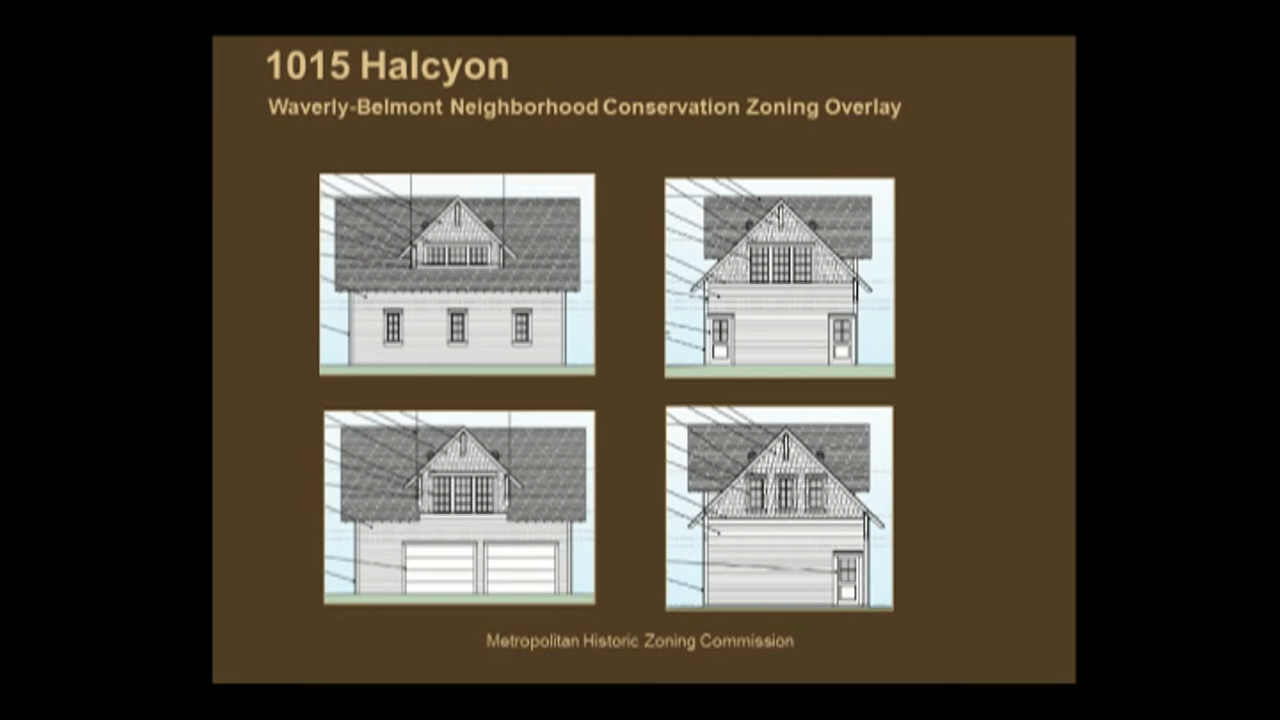 1015 Halcyon
Waverly-Belmont Neighborhood Conservation Zoning Overlay
Metropolitan Historic Zoning Commission